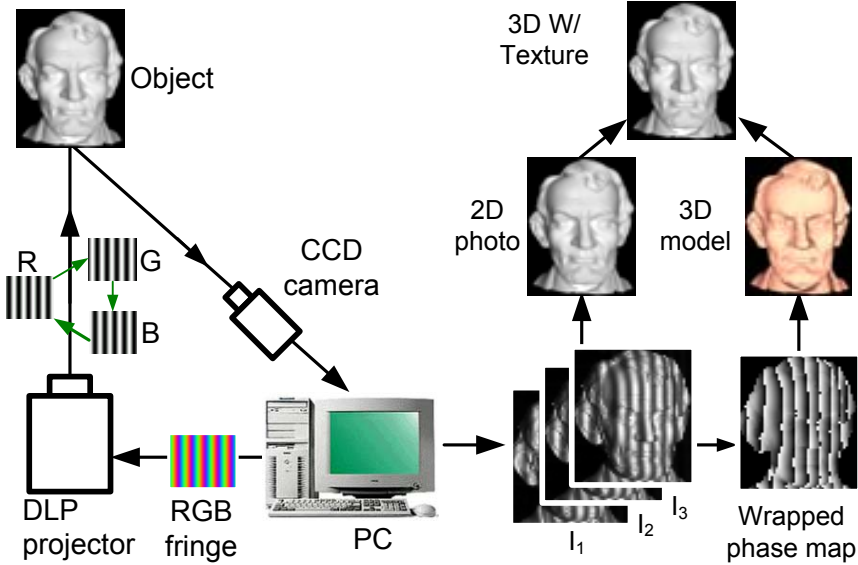 Object
3D W/
Texture
R
G
B
CCD
camera
2D
photo
3D
model
DLP
projector
RGB
fringe
PC
I₁
I₂
I₃
Wrapped
phase map